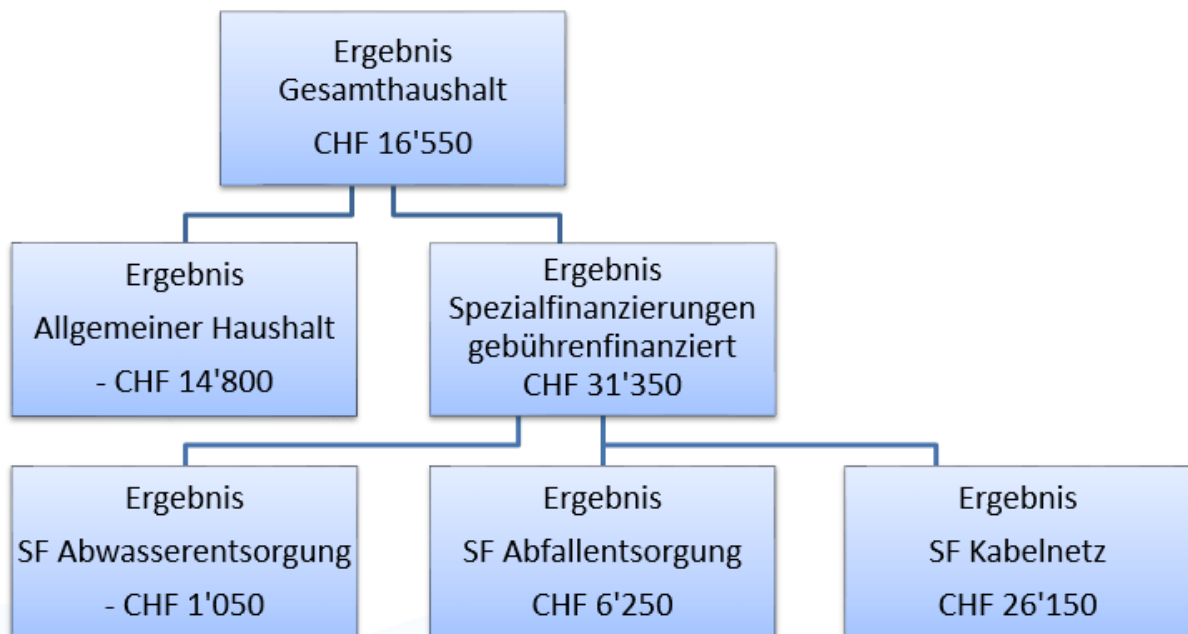 Ergebnis
Gesamthaushalt
CHF 16'550
Ergebnis
Allgemeiner Haushalt
- CHF 14'800
Ergebnis
Spezialfinanzierungen
gebührenfinanziert
CHF 31'350
Ergebnis
SF Abwasserentsorgung
- CHF 1'050
Ergebnis
SF Abfallentsorgung
CHF 6'250
Ergebnis
SF Kabelnetz
CHF 26'150